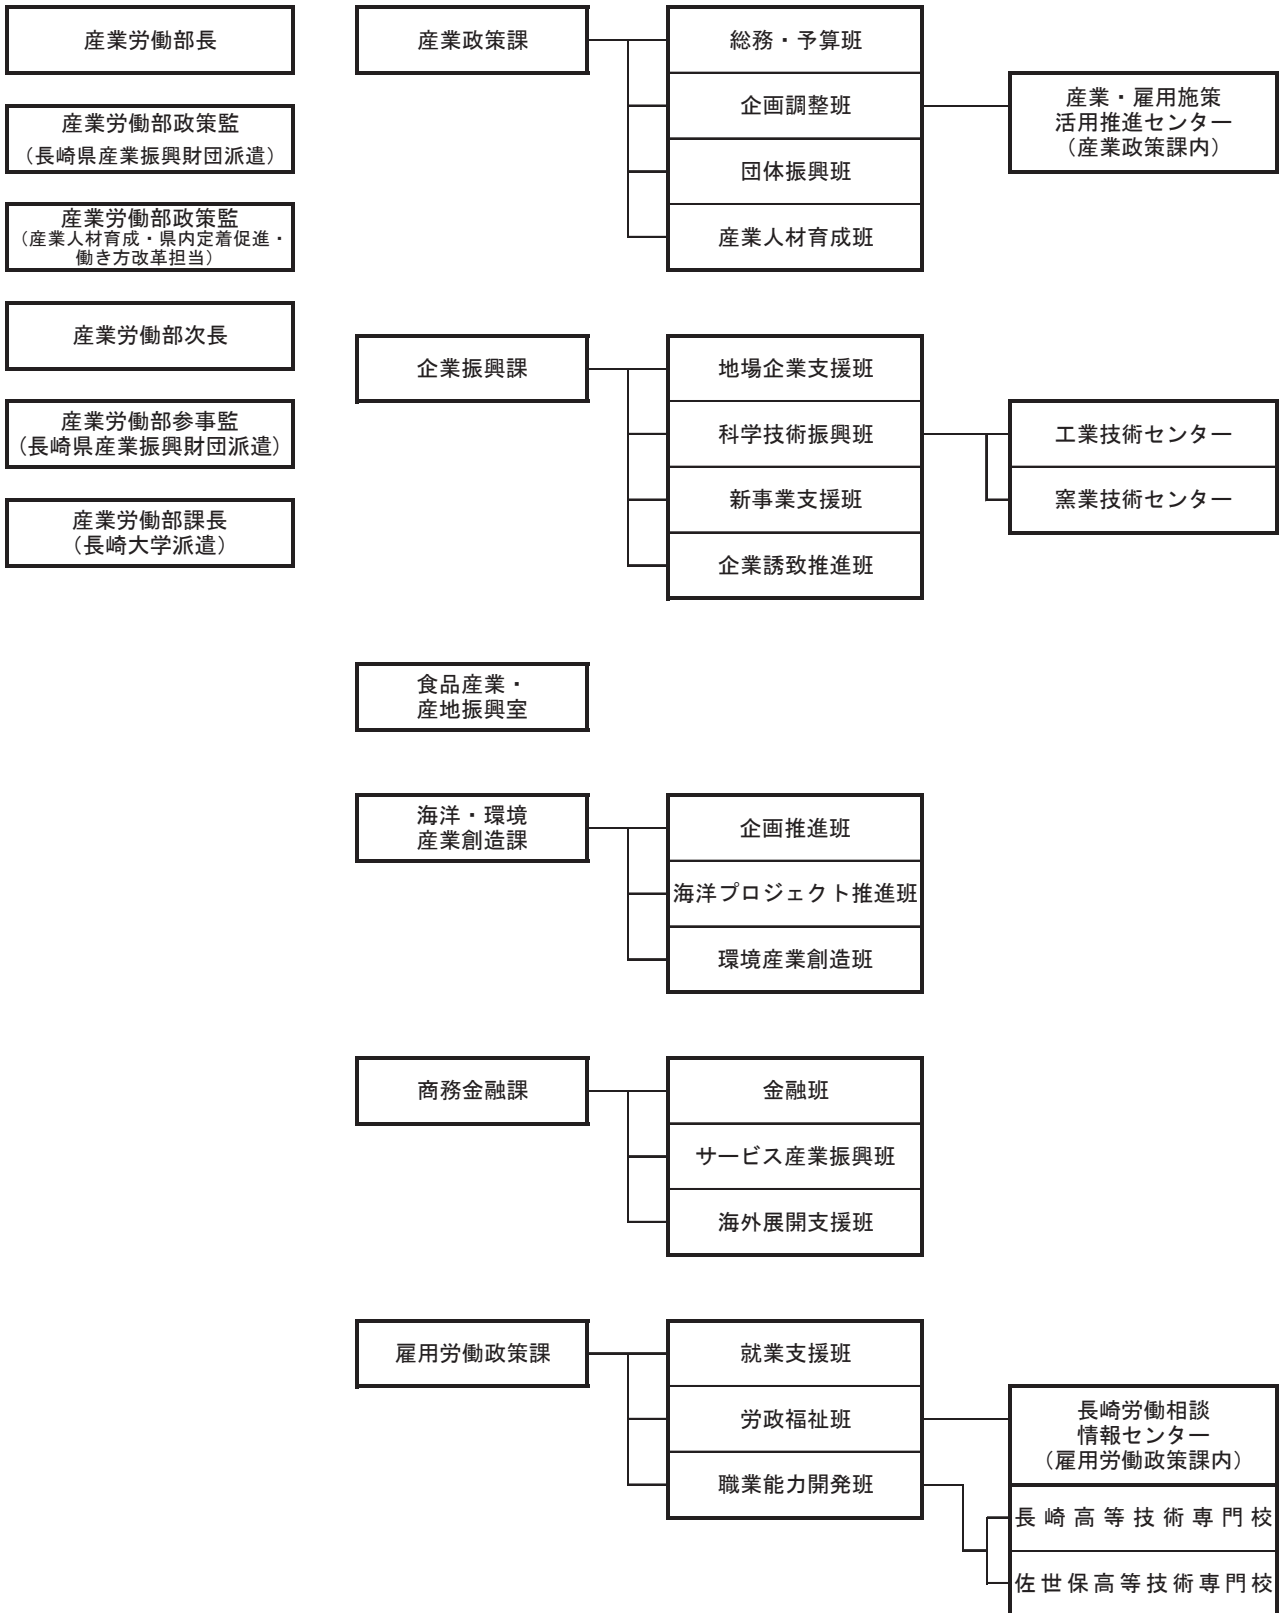 産業労働部長
産業労働部政策監
（長崎県産業振興財団派遣）
産業労働部政策監
（産業人材育成・県内定着促進・
働き方改革担当）
産業労働部次長
産業労働部参事監
（長崎県産業振興財団派遣）
産業労働部課長
（長崎大学派遣）
産業政策課
総務・予算班
企画調整班
団体振興班
産業人材育成班
産業・雇用施策
活用推進センター
（産業政策課内）
企業振興課
地場企業支援班
科学技術振興班
新事業支援班
企業誘致推進班
工業技術センター
窯業技術センター
食品産業・
産地振興室
海洋・環境
産業創造課
企画推進班
海洋プロジェクト推進班
環境産業創造班
商務金融課
金融班
サービス産業振興班
海外展開支援班
雇用労働政策課
就業支援班
労政福祉班
職業能力開発班
長崎労働相談
情報センター
（雇用労働政策課内）
長崎高等技術専門校
佐世保高等技術専門校